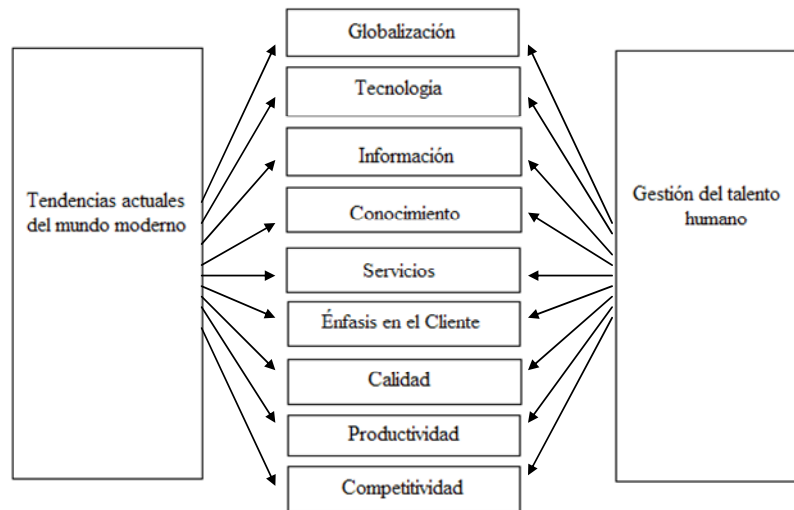 Globalización
Tecnologia
Información
Conocimiento
Servicios
Énfasis en el Cliente
Calidad
Productividad
Competitividad
Tendencias actuales
del mundo moderno
Gestión del talento
humano